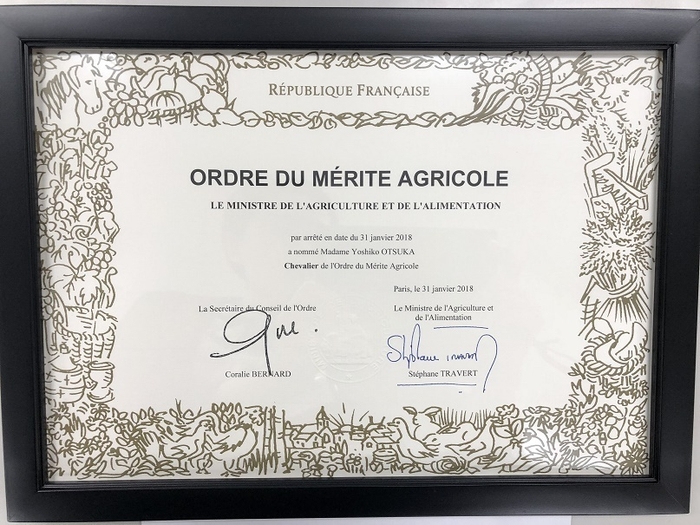 RÉPUBLIQUE FRANÇAISE
ORDRE DU MÉRITE AGRICOLE
LE MINISTRE DE L'AGRICULTURE ET DE L'ALIMENTATION
par arrêté en date du 31 janvier 2018
a nommé Madame Yoshiko OTSUKA
Chevalier de l'Ordre du Mérite Agricole
Paris, le 31 janvier 2018
La Secrétaire du Conseil de l'Ordre
Le Ministre de l'Agriculture et
de l'Alimentation
Stéphane TRAVERT
Coralie BERNARD
Stéphane TRAVERT